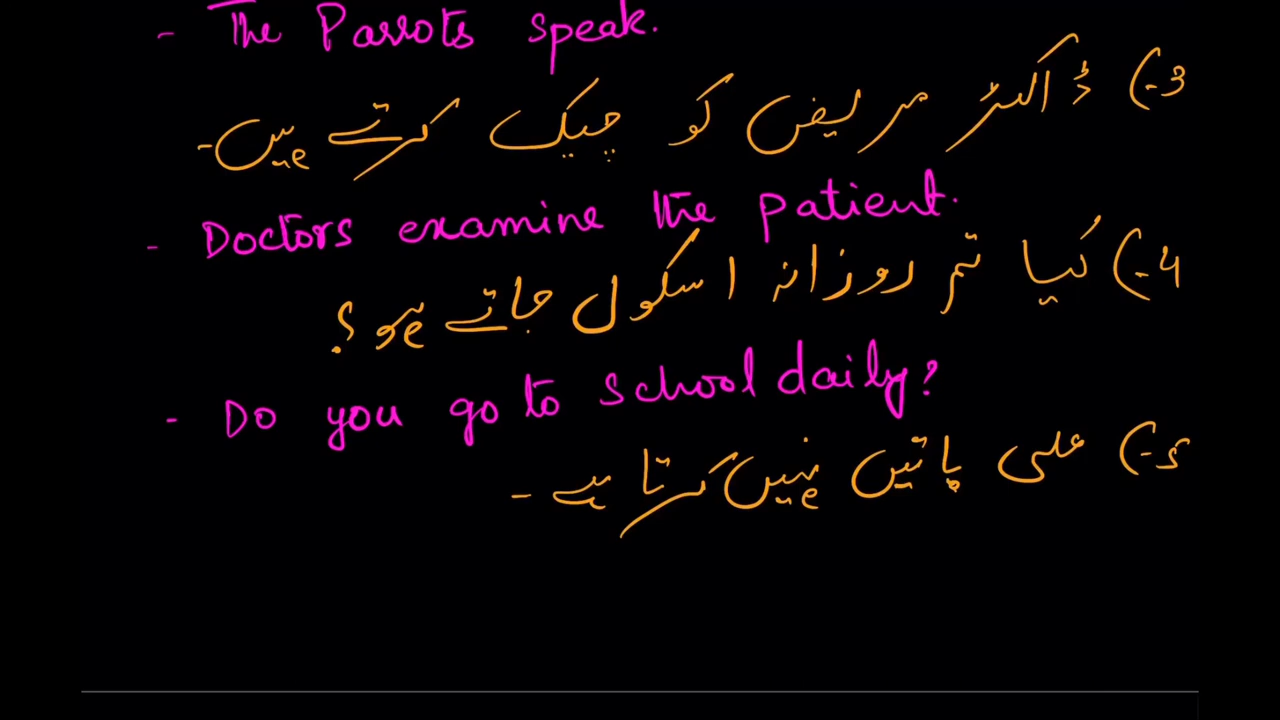 - The Parrots speak.
3-) ڈاکٹر مریض کو چیک کرتے ہیں-
- Doctors examine the patient.
4-) کیا تم روزانہ اسکول جاتے ہو؟
- Do you go to school daily?
5-) علی باتیں نہیں کرتا ہے-